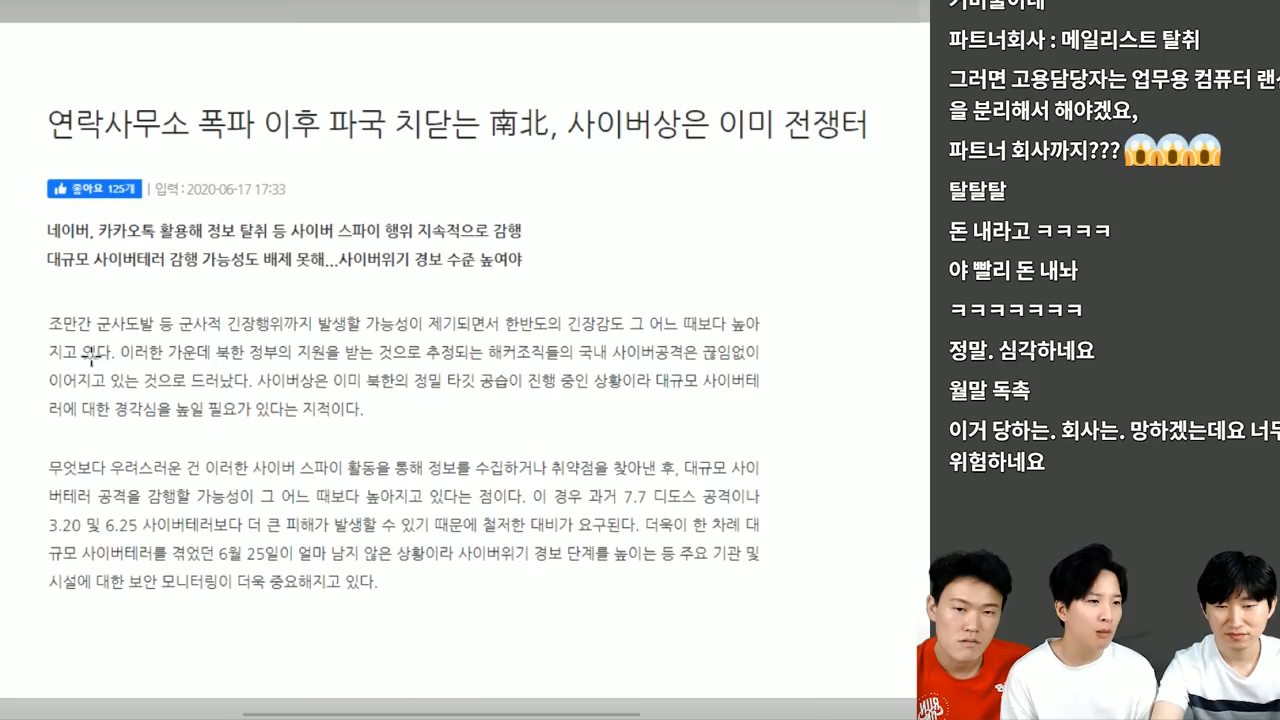 연락사무소 폭파 이후 파국 치닫는 南北, 사이버상은 이미 전쟁터
좋아요 125개 | 입력 : 2020-06-17 17:33
네이버, 카카오톡 활용해 정보 탈취 등 사이버 스파이 행위 지속적으로 감행
대규모 사이버테러 감행 가능성도 배제 못해...사이버위기 경보 수준 높여야
조만간 군사도발 등 군사적 긴장행위까지 발생할 가능성이 제기되면서 한반도의 긴장감도 그 어느 때보다 높아
지고 있다. 이러한 가운데 북한 정부의 지원을 받는 것으로 추정되는 해커조직들의 국내 사이버공격은 끊임없이
이어지고 있는 것으로 드러났다. 사이버상은 이미 북한의 정밀 타깃 공습이 진행 중인 상황이라 대규모 사이버테
러에 대한 경각심을 높일 필요가 있다는 지적이다.
무엇보다 우려스러운 건 이러한 사이버 스파이 활동을 통해 정보를 수집하거나 취약점을 찾아낸 후, 대규모 사이
버테러 공격을 감행할 가능성이 그 어느 때보다 높아지고 있다는 점이다. 이 경우 과거 7.7 디도스 공격이나
3.20 및 6.25 사이버테러보다 더 큰 피해가 발생할 수 있기 때문에 철저한 대비가 요구된다. 더욱이 한 차례 대
규모 사이버테러를 겪었던 6월 25일이 얼마 남지 않은 상황이라 사이버위기 경보 단계를 높이는 등 주요 기관 및
시설에 대한 보안 모니터링이 더욱 중요해지고 있다.
파트너회사 : 메일리스트 탈취
그러면 고용담당자는 업무용 컴퓨터 랜
을 분리해서 해야겠요,
파트너 회사까지??? 😱😱😱
탈탈탈
돈 내라고 ㅋㅋㅋㅋ
야 빨리 돈 내놔
ㅋㅋㅋㅋㅋㅋㅋ
정말. 심각하네요
월말 독촉
이거 당하는. 회사는. 망하겠는데요 너무
위험하네요